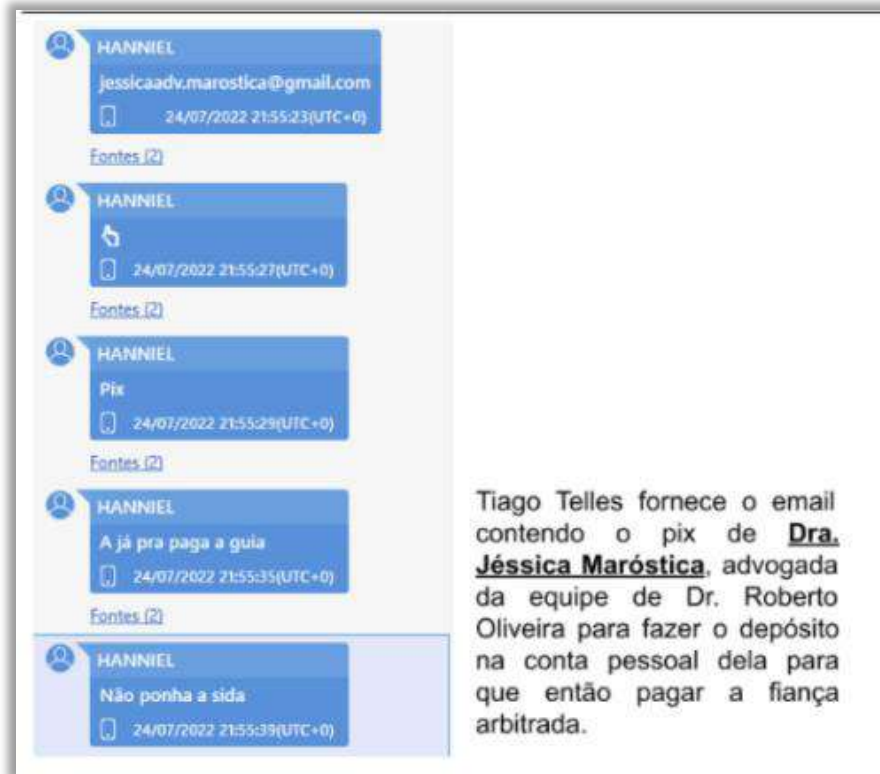 HANNIEL
jessicaadv.marostica@gmail.com
24/07/2022 21:55:23(UTC+0)
Fontes (2)
HANNIEL
24/07/2022 21:55:27(UTC+0)
Fontes (2)
HANNIEL
Pix
24/07/2022 21:55:29(UTC+0)
Fontes (2)
HANNIEL
A já pra paga a guia
24/07/2022 21:55:35(UTC+0)
Fontes (2)
HANNIEL
Não ponha a sida
24/07/2022 21:55:39(UTC+0)
Tiago Telles fornece o email
contendo o pix de Dra.
Jéssica Maróstica, advogada
da equipe de Dr. Roberto
Oliveira para fazer o depósito
na conta pessoal dela para
que então pagar a fiança
arbitrada.